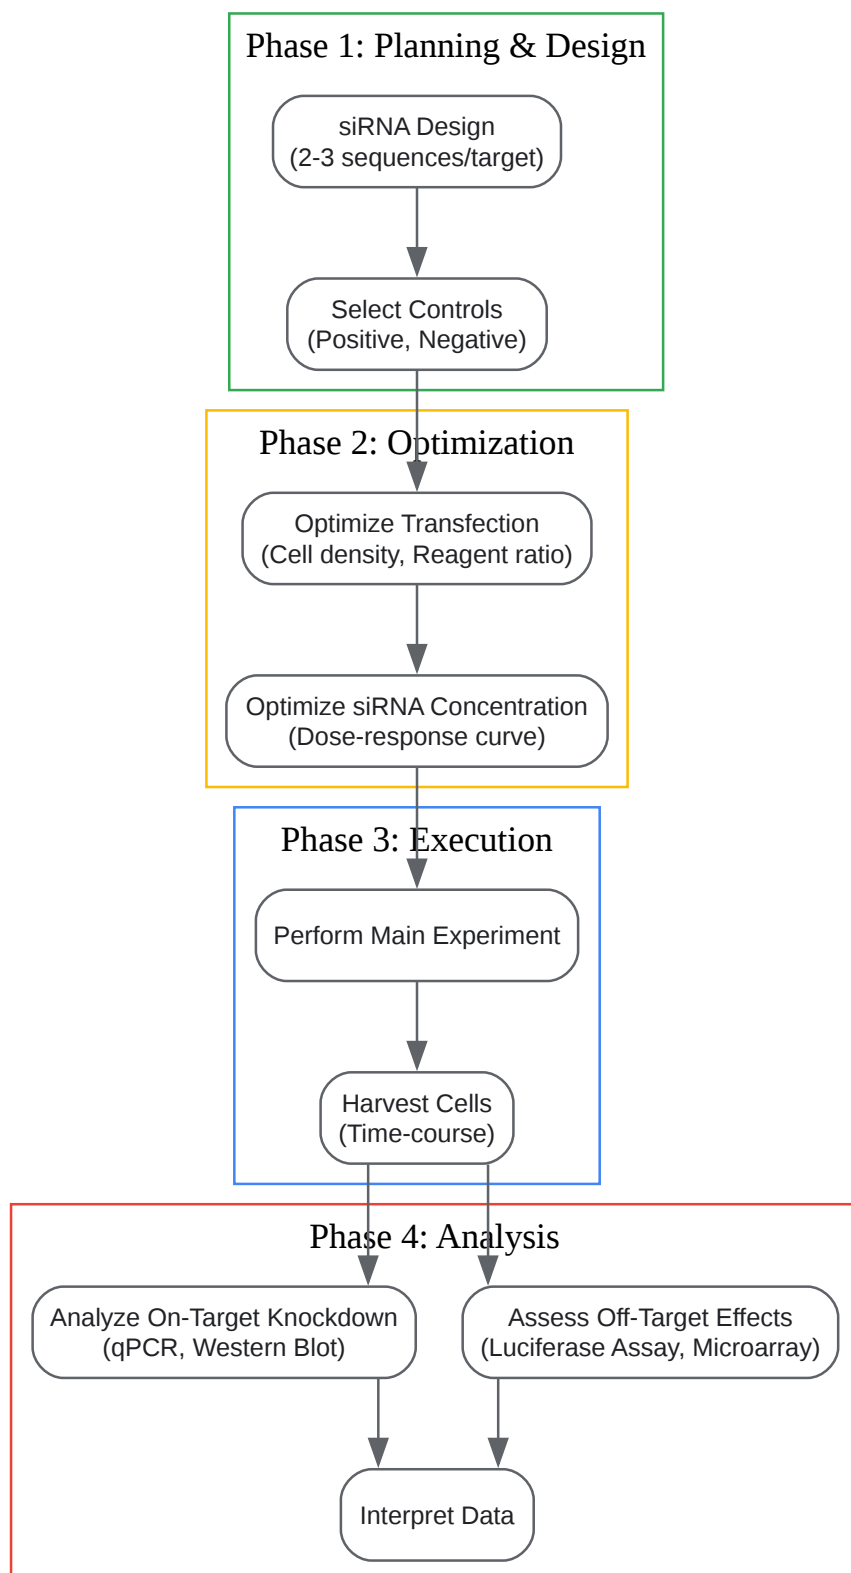 Phase 1: Planning & Design
siRNA Design
(2-3 sequences/target)
Select Controls
(Positive, Negative)
Phase 2: Optimization
Optimize Transfection
(Cell density, Reagent ratio)
Optimize siRNA Concentration
(Dose-response curve)
Phase 3: Execution
Perform Main Experiment
Harvest Cells
(Time-course)
Phase 4: Analysis
Analyze On-Target Knockdown
(qPCR, Western Blot)
Assess Off-Target Effects
(Luciferase Assay, Microarray)
Interpret Data